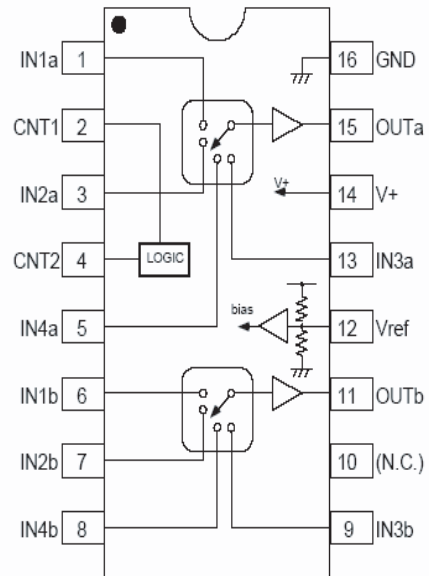 IN1a 1 16 GND
CNT1 2 15 OUTa
V+
IN2a 3 14 V+
CNT2 4 LOGIC 13 IN3a
bias
IN4a 5 12 Vref
IN1b 6 11 OUTb
IN2b 7 10 (N.C.)
IN4b 8 9 IN3b